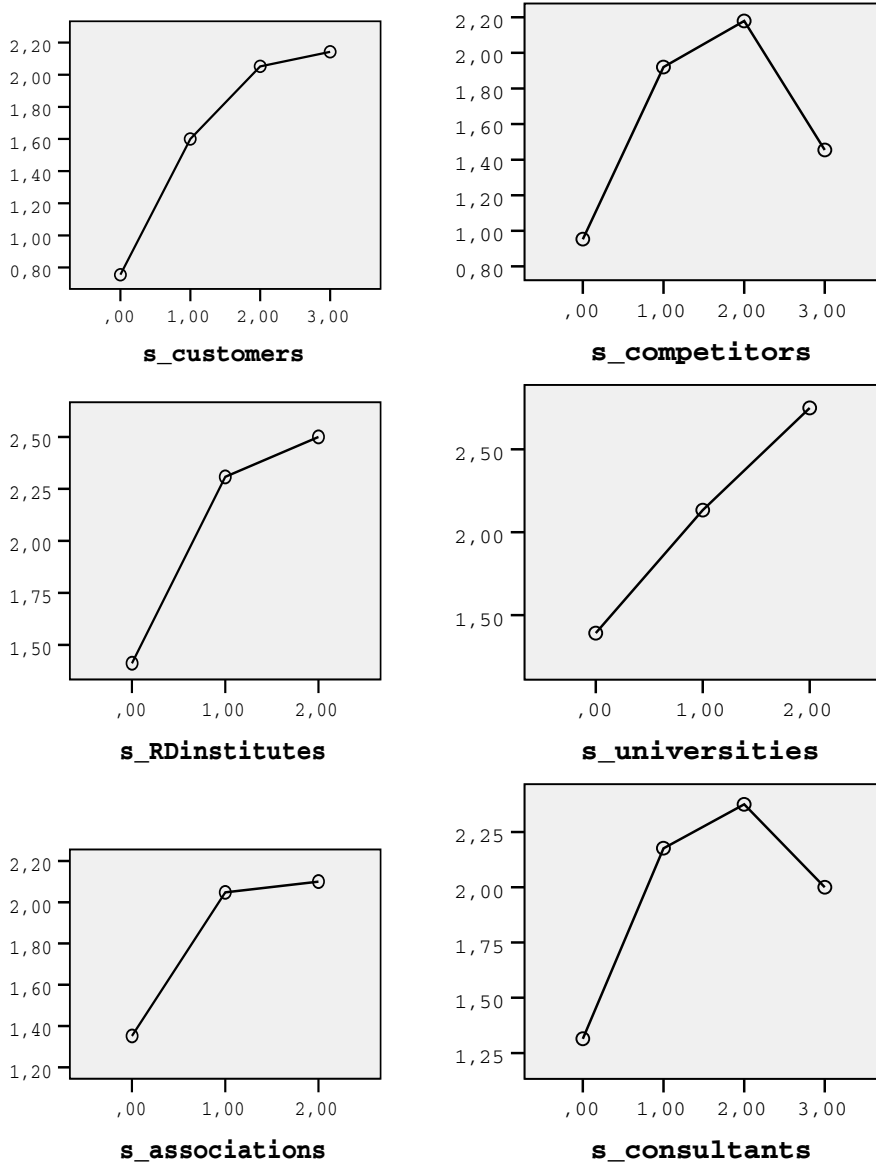 2,20
2,00
1,80
1,60
1,40
1,20
1,00
0,80
,00 1,00 2,00 3,00
s_customers
2,20
2,00
1,80
1,60
1,40
1,20
1,00
0,80
,00 1,00 2,00 3,00
s_competitors
2,50
2,25
2,00
1,75
1,50
,00 1,00 2,00
s_RDinstitutes
2,50
2,00
1,50
,00 1,00 2,00
s_universities
2,20
2,00
1,80
1,60
1,40
1,20
,00 1,00 2,00
s_associations
2,25
2,00
1,75
1,50
1,25
,00 1,00 2,00 3,00
s_consultants